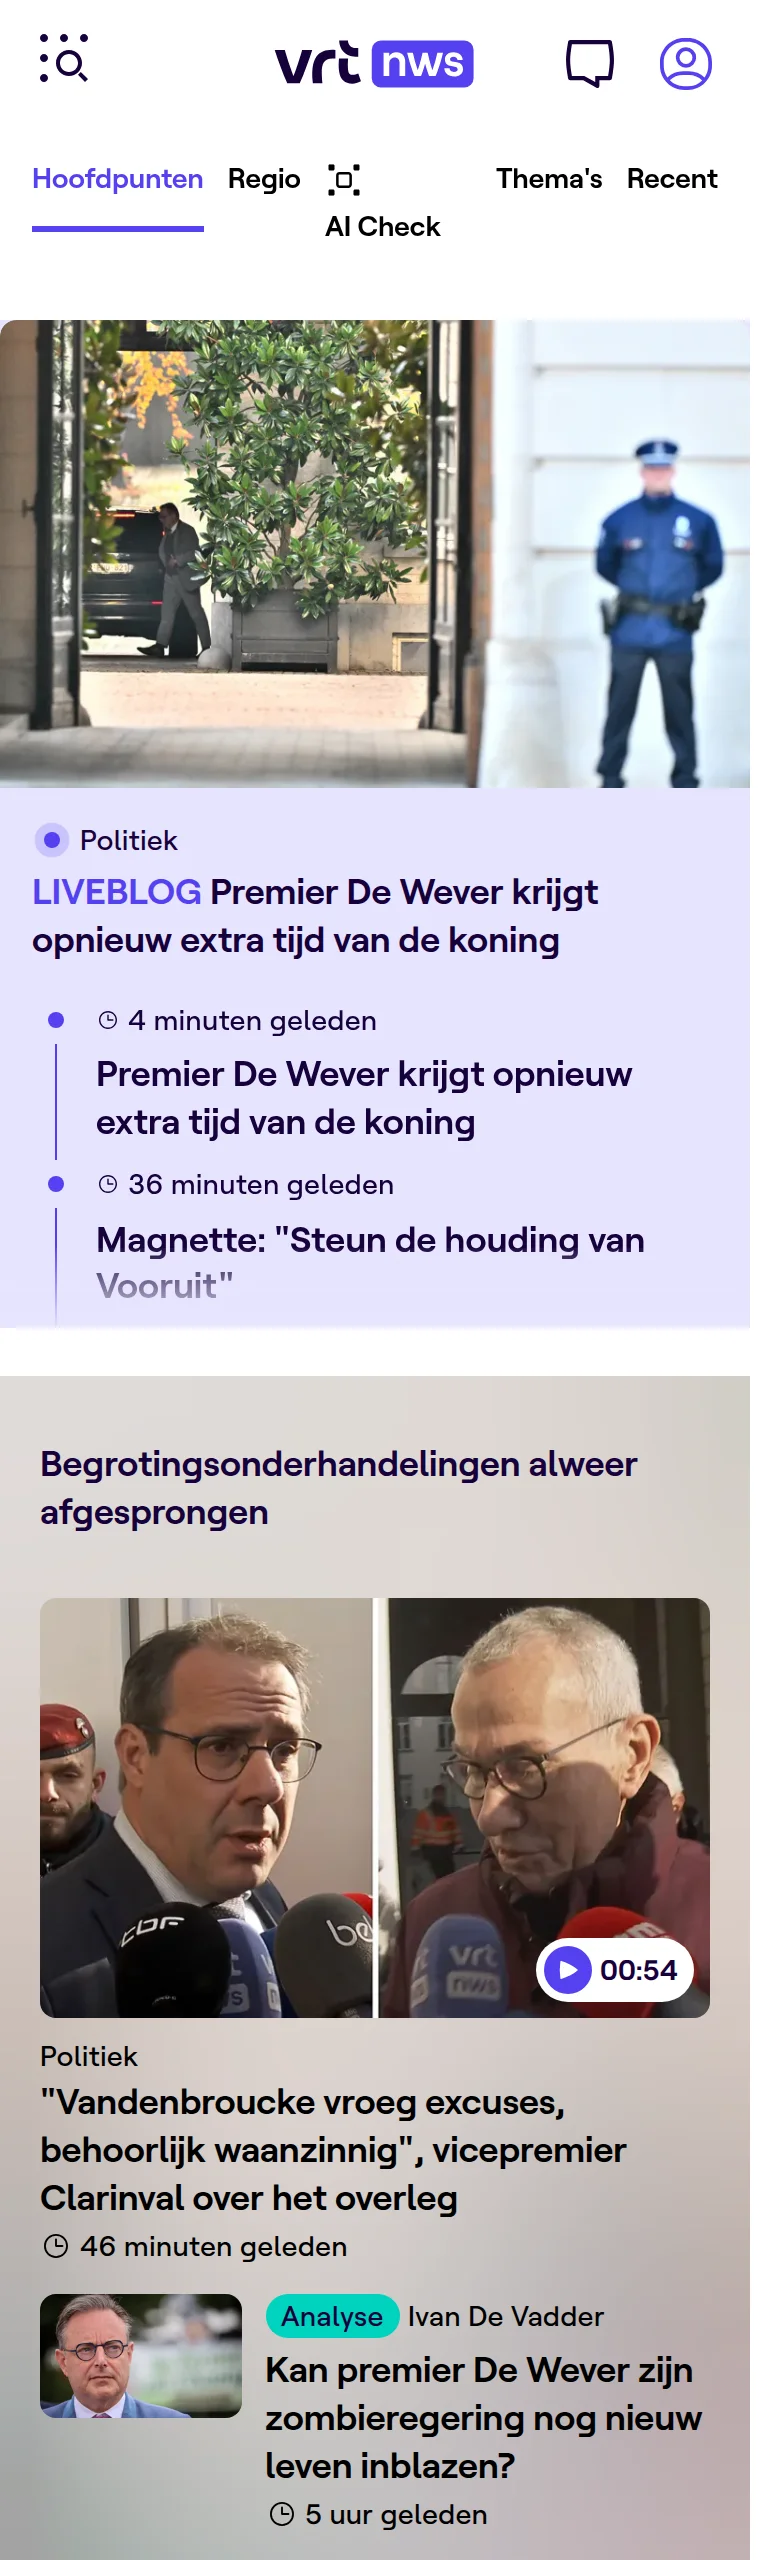 vrt nws
Hoofdpunten Regio AI Check Thema's Recent
Politiek
LIVEBLOG Premier De Wever krijgt
opnieuw extra tijd van de koning
4 minuten geleden
Premier De Wever krijgt opnieuw
extra tijd van de koning
36 minuten geleden
Magnette: "Steun de houding van
Vooruit"
Begrotingsonderhandelingen alweer
afgesprongen
vrt
nws
00:54
Politiek
"Vandenbroucke vroeg excuses,
behoorlijk waanzinnig", vicepremier
Clarinval over het overleg
46 minuten geleden
Analyse Ivan De Vadder
Kan premier De Wever zijn
zombieregering nog nieuw
leven inblazen?
5 uur geleden